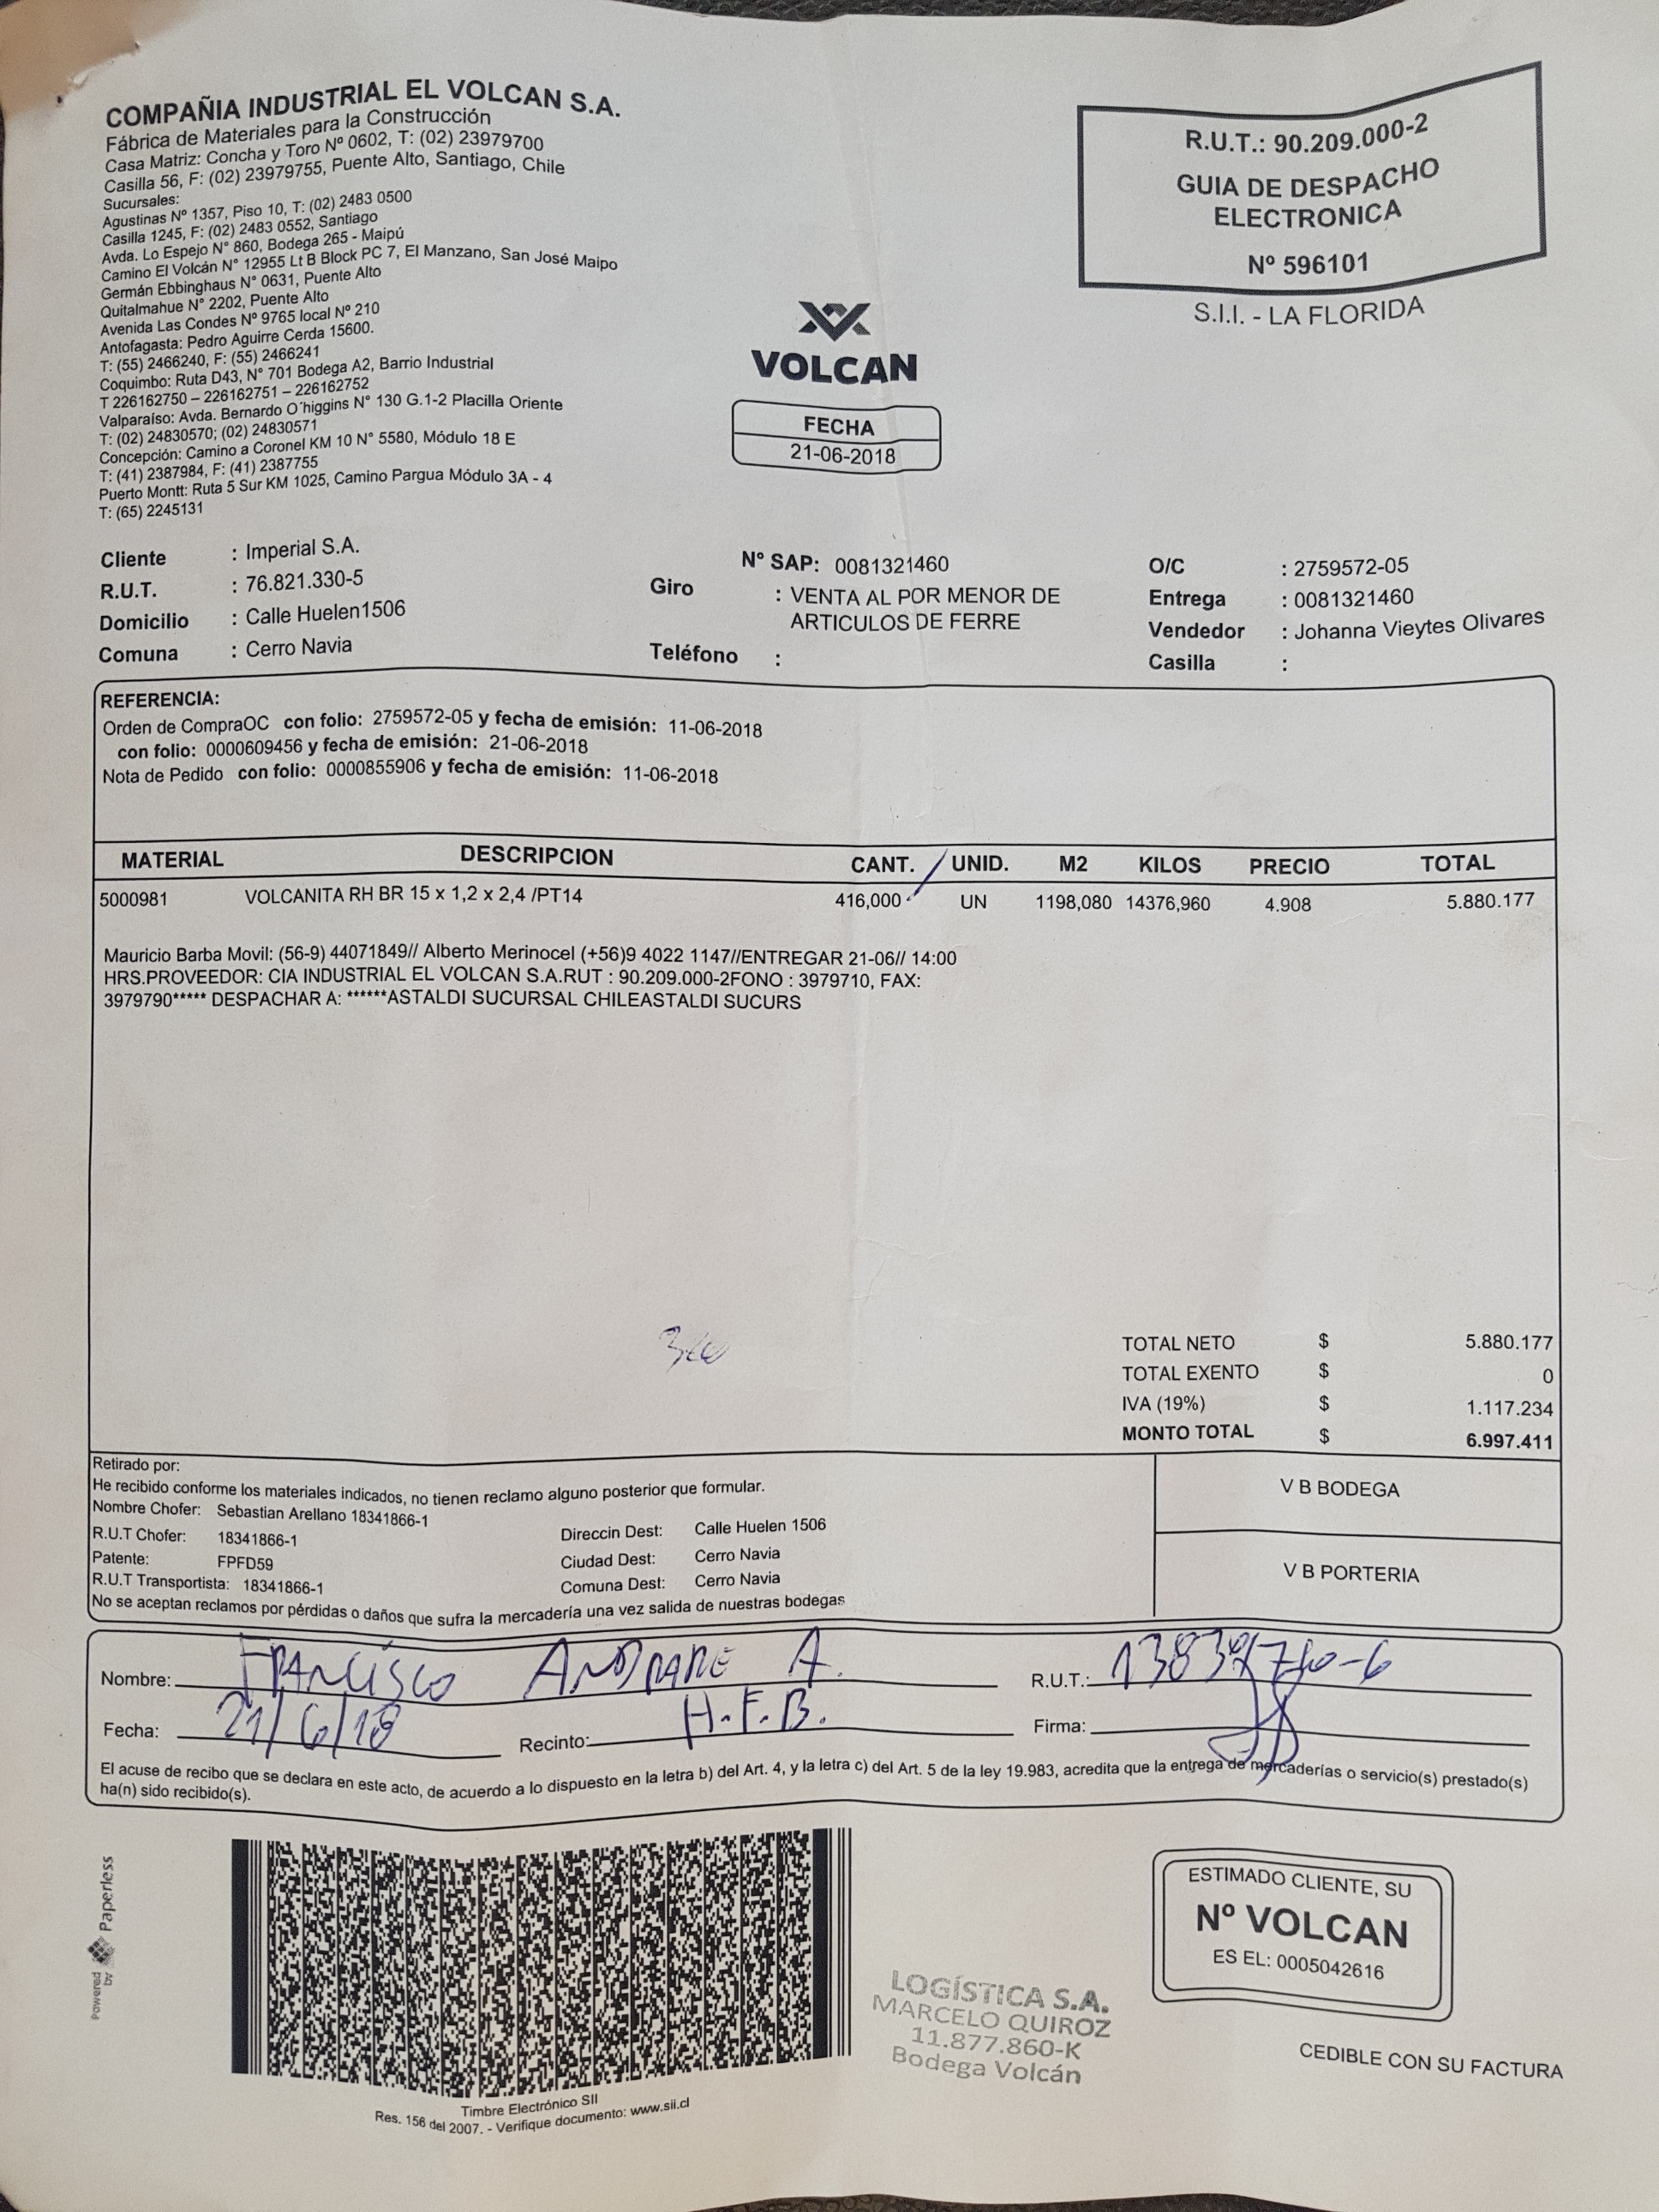 COMPAÑIA INDUSTRIAL EL VOLCAN S.A.
Fábrica de Materiales para la Construcción
Casa Matriz: Concha y Toro Nº 0602, T: (02) 23979700
Casilla 56, F: (02) 23979755, Puente Alto, Santiago, Chile
Sucursales:
Agustinas Nº 1357, Piso 10, T: (02) 2483 0500
Casilla 1245, F: (02) 2483 0552, Santiago
Avda. Lo Espejo N° 860, Bodega 265 - Maipú
Camino El Volcán N° 12955 Lt B Block PC 7, El Manzano, San José Maipo
Germán Ebbinghaus N° 0631, Puente Alto
Quitalmahue N° 2202, Puente Alto
Avenida Las Condes Nº 9765 local Nº 210
Antofagasta: Pedro Aguirre Cerda 15600.
T: (55) 2466240, F: (55) 2466241
Coquimbo: Ruta D43, N° 701 Bodega A2, Barrio Industrial
T 226162750 – 226162751 – 226162752
Valparaíso: Avda. Bernardo O´higgins N° 130 G.1-2 Placilla Oriente
T: (02) 24830570; (02) 24830571
Concepción: Camino a Coronel KM 10 N° 5580, Módulo 18 E
T: (41) 2387984, F: (41) 2387755
Puerto Montt: Ruta 5 Sur KM 1025, Camino Pargua Módulo 3A - 4
T: (65) 2245131
R.U.T.: 90.209.000-2
GUIA DE DESPACHO
ELECTRONICA
Nº 596101
S.I.I. - LA FLORIDA
VOLCAN
FECHA
21-06-2018
Cliente : Imperial S.A. N° SAP: 0081321460 O/C : 2759572-05
R.U.T. : 76.821.330-5 Giro : VENTA AL POR MENOR DE Entrega : 0081321460
Domicilio : Calle Huelen1506 ARTICULOS DE FERRE Vendedor : Johanna Vieytes Olivares
Comuna : Cerro Navia Teléfono : Casilla :
REFERENCIA:
Orden de CompraOC con folio: 2759572-05 y fecha de emisión: 11-06-2018
con folio: 0000609456 y fecha de emisión: 21-06-2018
Nota de Pedido con folio: 0000855906 y fecha de emisión: 11-06-2018
MATERIAL DESCRIPCION CANT. UNID. M2 KILOS PRECIO TOTAL
5000981 VOLCANITA RH BR 15 x 1,2 x 2,4 /PT14 416,000 UN 1198,080 14376,960 4.908 5.880.177
Mauricio Barba Movil: (56-9) 44071849// Alberto Merinocel (+56)9 4022 1147//ENTREGAR 21-06// 14:00
HRS.PROVEEDOR: CIA INDUSTRIAL EL VOLCAN S.A.RUT : 90.209.000-2FONO : 3979710, FAX:
3979790***** DESPACHAR A: ******ASTALDI SUCURSAL CHILEASTALDI SUCURS
TOTAL NETO $ 5.880.177
TOTAL EXENTO $ 0
IVA (19%) $ 1.117.234
MONTO TOTAL $ 6.997.411
Retirado por:
He recibido conforme los materiales indicados, no tienen reclamo alguno posterior que formular.
Nombre Chofer: Sebastian Arellano 18341866-1
R.U.T Chofer: 18341866-1 Direccin Dest: Calle Huelen 1506
Patente: FPFD59 Ciudad Dest: Cerro Navia
R.U.T Transportista: 18341866-1 Comuna Dest: Cerro Navia
No se aceptan reclamos por pérdidas o daños que sufra la mercadería una vez salida de nuestras bodegas
V B BODEGA
V B PORTERIA
Nombre: FRANCISCO ANDRADE A. R.U.T.:
Fecha: 21/6/18 Recinto: H.F.B. Firma:
El acuse de recibo que se declara en este acto, de acuerdo a lo dispuesto en la letra b) del Art. 4, y la letra c) del Art. 5 de la ley 19.983, acredita que la entrega de mercaderías o servicio(s) prestado(s)
ha(n) sido recibido(s).
Powered by Paperless
Timbre Electrónico SII
Res. 156 del 2007. - Verifique documento: www.sii.cl
LOGÍSTICA S.A.
MARCELO QUIROZ
11.877.860-K
Bodega Volcán
ESTIMADO CLIENTE, SU
Nº VOLCAN
ES EL: 0005042616
CEDIBLE CON SU FACTURA